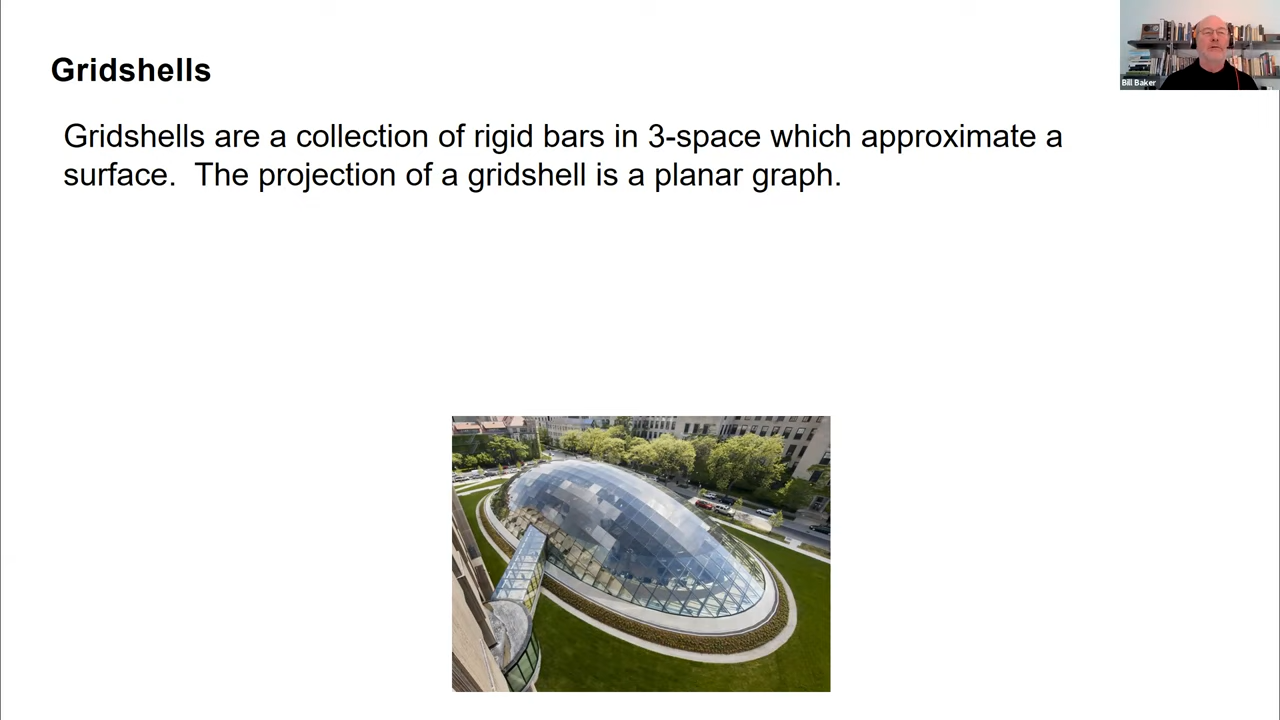 Gridshells
Gridshells are a collection of rigid bars in 3-space which approximate a
surface.  The projection of a gridshell is a planar graph.
Bill Baker